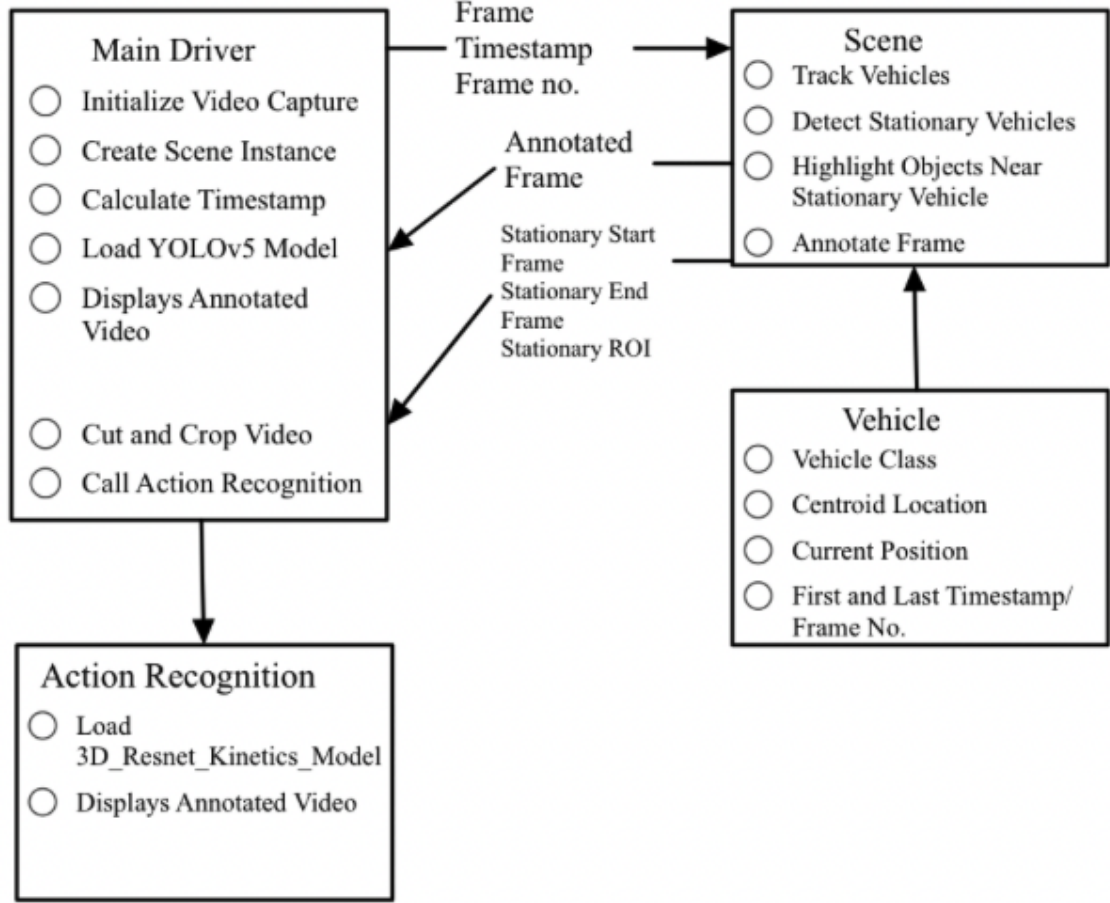 Main Driver
Initialize Video Capture
Create Scene Instance
Calculate Timestamp
Load YOLOv5 Model
Displays Annotated
Video
Cut and Crop Video
Call Action Recognition
Frame
Timestamp
Frame no.
Annotated
Frame
Stationary Start
Frame
Stationary End
Frame
Stationary ROI
Scene
Track Vehicles
Detect Stationary Vehicles
Highlight Objects Near
Stationary Vehicle
Annotate Frame
Vehicle
Vehicle Class
Centroid Location
Current Position
First and Last Timestamp/
Frame No.
Action Recognition
Load
3D_Resnet_Kinetics_Model
Displays Annotated Video